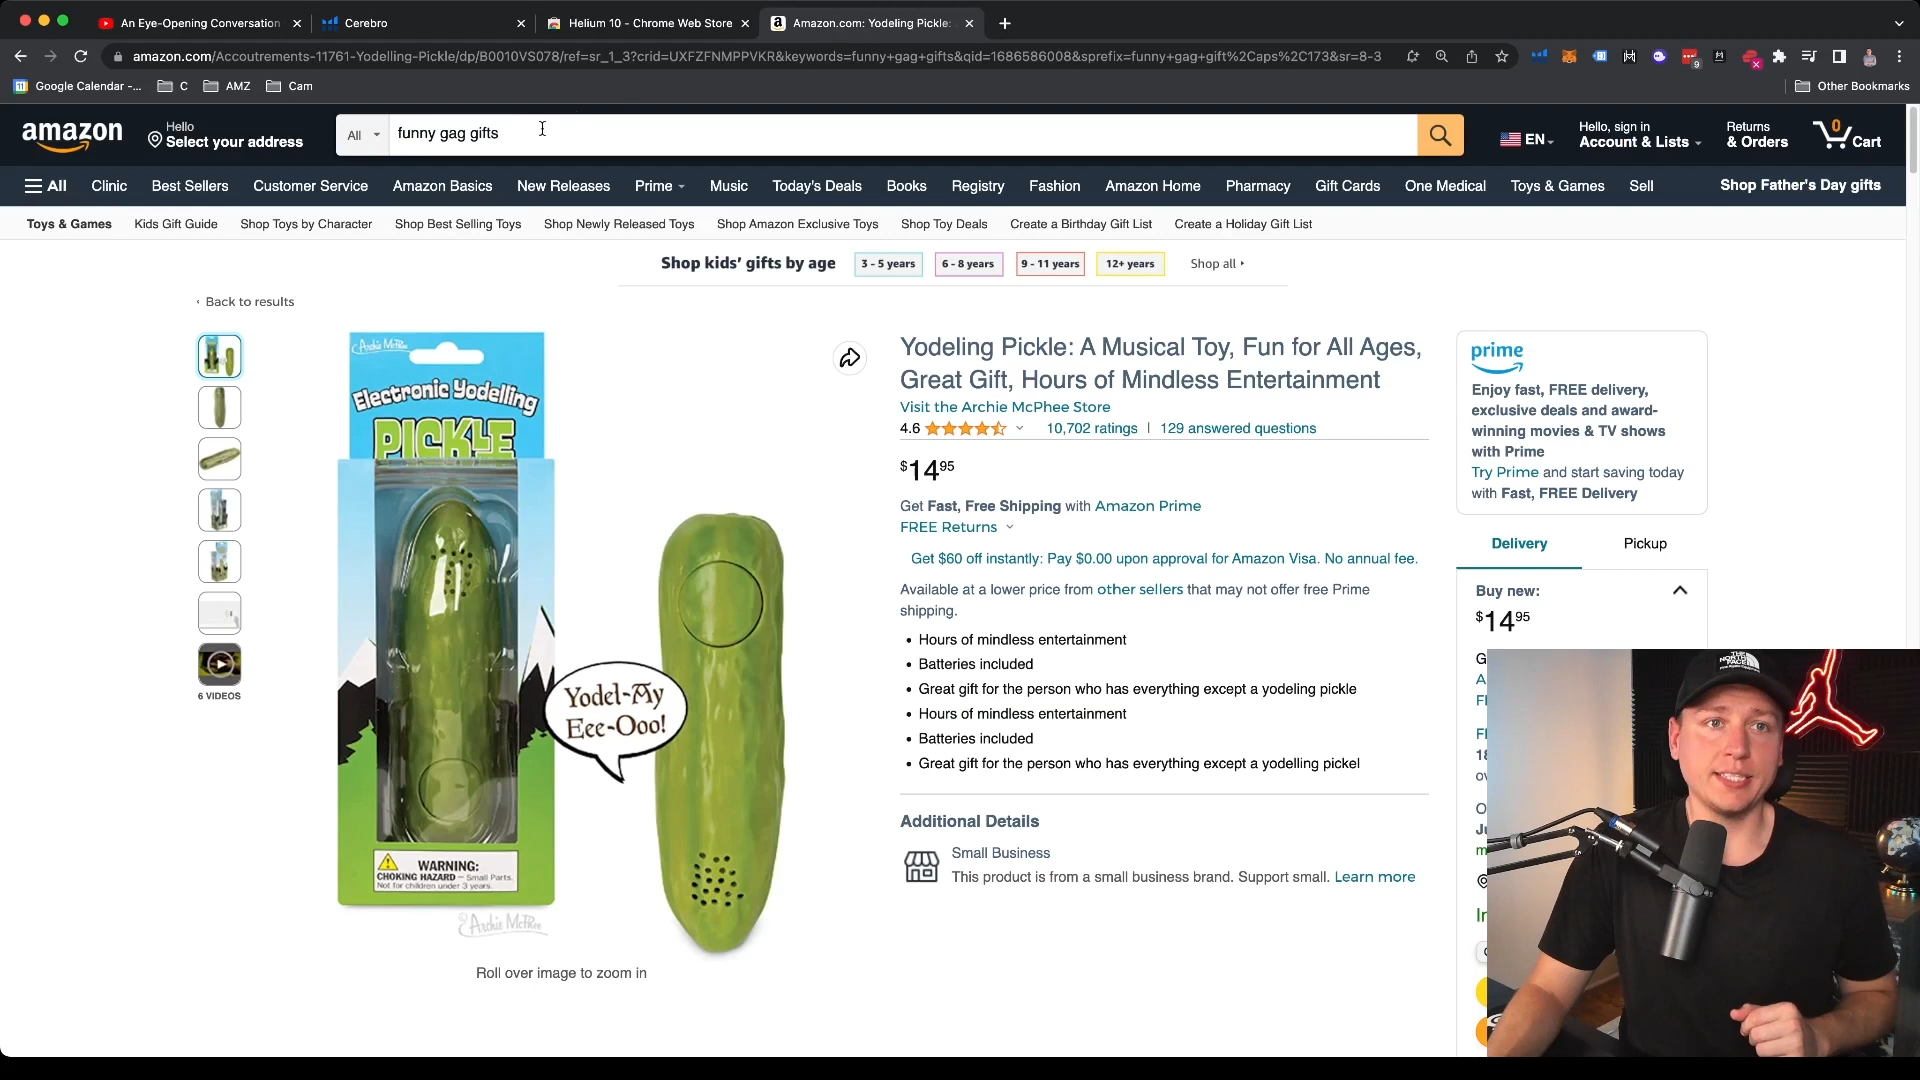 An Eye-Opening Conversation
Cerebro
Helium 10 - Chrome Web Store
Amazon.com: Yodeling Pickle:
amazon.com/Accoutrements-11761-Yodelling-Pickle/dp/B0010VS078/ref=sr_1_3?crid=UXFZFNMPPVKR&keywords=funny+gag+gifts&qid=1686586008&sprefix=funny+gag+gift%2Caps%2C173&sr=8-3
9
Google Calendar -...
C
AMZ
Cam
Other Bookmarks
amazon
Hello
Select your address
All
funny gag gifts
EN
Hello, sign in
Account & Lists
Returns
& Orders
0
Cart
All
Clinic
Best Sellers
Customer Service
Amazon Basics
New Releases
Prime
Music
Today's Deals
Books
Registry
Fashion
Amazon Home
Pharmacy
Gift Cards
One Medical
Toys & Games
Sell
Shop Father's Day gifts
Toys & Games
Kids Gift Guide
Shop Toys by Character
Shop Best Selling Toys
Shop Newly Released Toys
Shop Amazon Exclusive Toys
Shop Toy Deals
Create a Birthday Gift List
Create a Holiday Gift List
Shop kids' gifts by age
3 - 5 years
6 - 8 years
9 - 11 years
12+ years
Shop all
‹ Back to results
6 VIDEOS
Archie McPhee
Electronic Yodelling
PICKLE
Yodel-Ay
Eee-Ooo!
WARNING:
CHOKING HAZARD – Small Parts.
Not for children under 3 years.
Archie McPhee
Roll over image to zoom in
Yodeling Pickle: A Musical Toy, Fun for All Ages,
Great Gift, Hours of Mindless Entertainment
Visit the Archie McPhee Store
4.6
10,702 ratings | 129 answered questions
$14 95
Get Fast, Free Shipping with Amazon Prime
FREE Returns
Get $60 off instantly: Pay $0.00 upon approval for Amazon Visa. No annual fee.
Available at a lower price from other sellers that may not offer free Prime
shipping.
• Hours of mindless entertainment
• Batteries included
• Great gift for the person who has everything except a yodeling pickle
• Hours of mindless entertainment
• Batteries included
• Great gift for the person who has everything except a yodelling pickel
Additional Details
Small Business
This product is from a small business brand. Support small. Learn more
prime
Enjoy fast, FREE delivery,
exclusive deals and award-
winning movies & TV shows
with Prime
Try Prime and start saving today
with Fast, FREE Delivery
Delivery
Pickup
Buy new:
$14 95
THE
NORTH
FACE